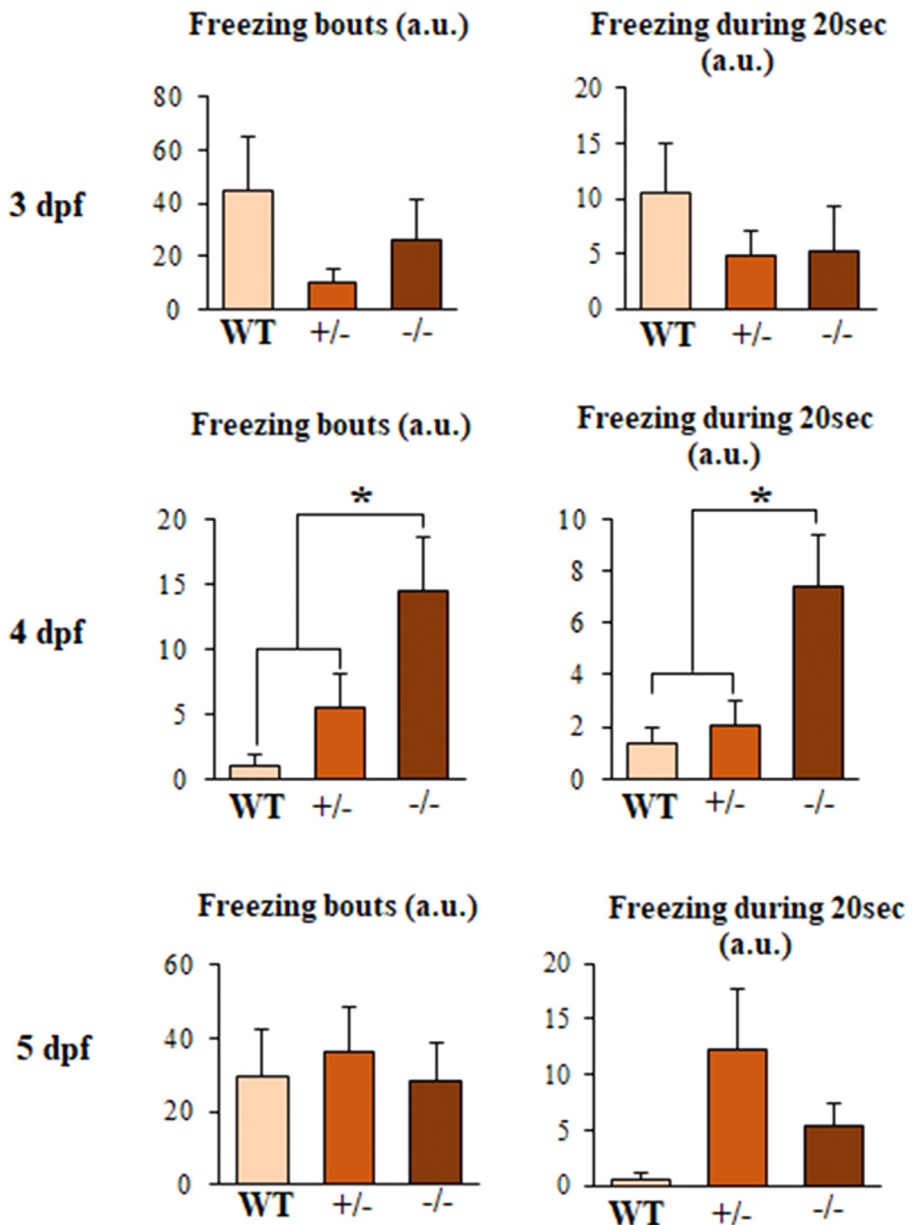 Freezing bouts (a.u.)
Freezing during 20sec
(a.u.)
3 dpf
80
60
40
20
0
WT +/- -/-
20
15
10
5
0
WT +/- -/-
Freezing bouts (a.u.)
Freezing during 20sec
(a.u.)
4 dpf
20
15
10
5
0
*
WT +/- -/-
10
8
6
4
2
0
*
WT +/- -/-
Freezing bouts (a.u.)
Freezing during 20sec
(a.u.)
5 dpf
60
40
20
0
WT +/- -/-
20
15
10
5
0
WT +/- -/-